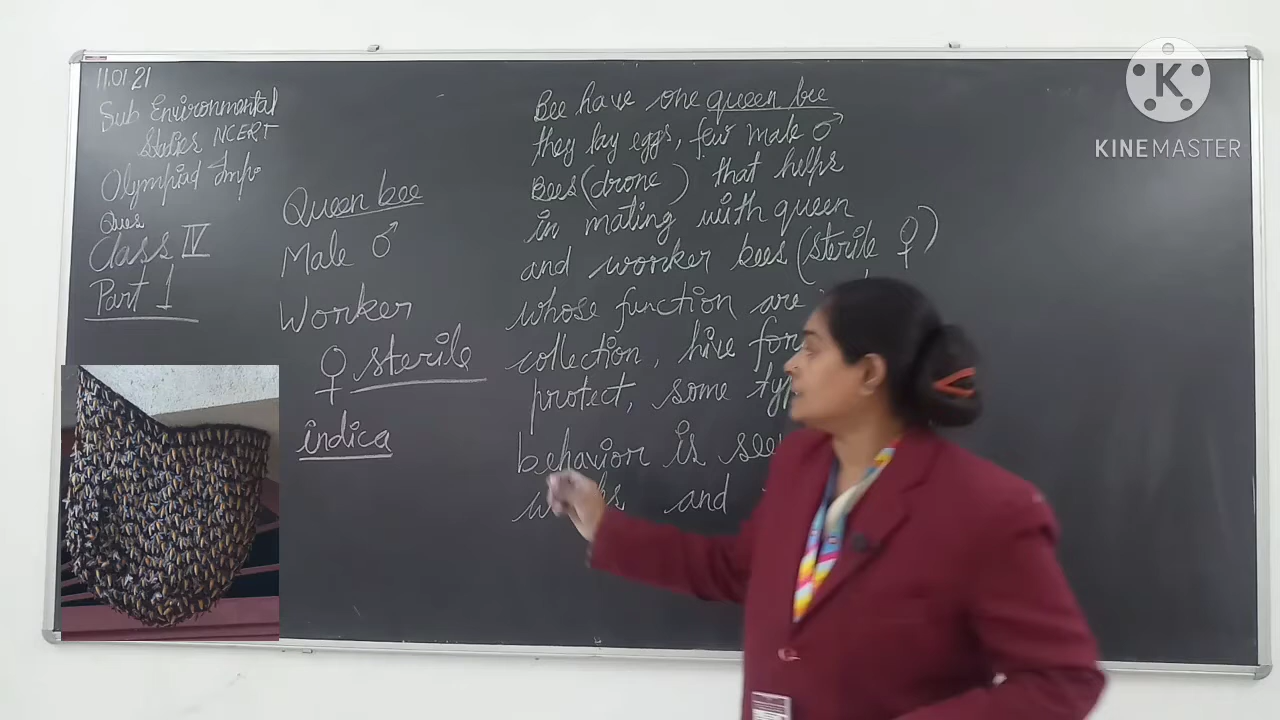 11.01.21
Sub Environmental
Studies NCERT
Olympiad Imp.
Ques
Class IV
Part 1
Queen bee
Male ♂
Worker
♀ sterile
indica
Bee have one queen bee
they lay eggs, few male ♂
Bees (drone) that helps
in mating with queen
and worker bees (sterile ♀)
whose function are
collection, hive
protect, some
behavior is
and
K
KINEMASTER